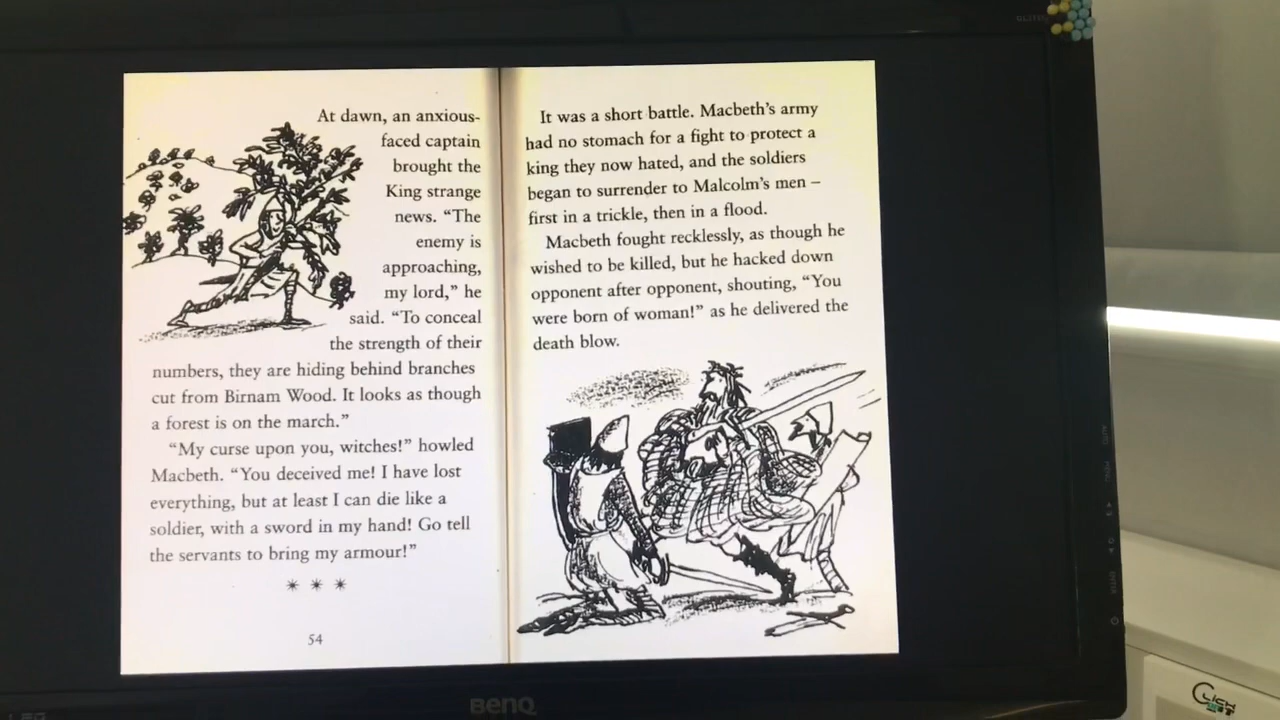 At dawn, an anxious-
faced captain
brought the
King strange
news. “The
enemy is
approaching,
my lord,” he
said. “To conceal
the strength of their
numbers, they are hiding behind branches
cut from Birnam Wood. It looks as though
a forest is on the march.”
“My curse upon you, witches!” howled
Macbeth. “You deceived me! I have lost
everything, but at least I can die like a
soldier, with a sword in my hand! Go tell
the servants to bring my armour!”
54
It was a short battle. Macbeth’s army
had no stomach for a fight to protect a
king they now hated, and the soldiers
began to surrender to Malcolm’s men –
first in a trickle, then in a flood.
Macbeth fought recklessly, as though he
wished to be killed, but he hacked down
opponent after opponent, shouting, “You
were born of woman!” as he delivered the
death blow.
BenQ